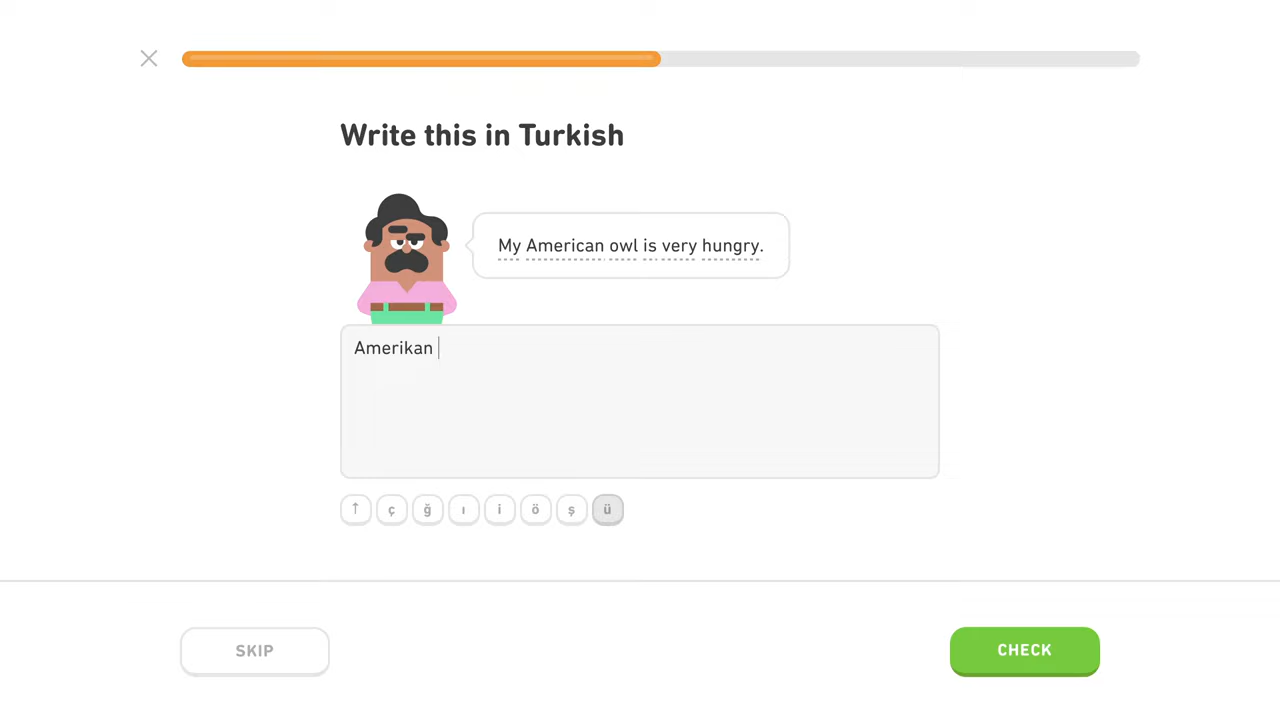 Write this in Turkish
My American owl is very hungry.
Amerikan
↑ ç ğ ı i ö ş ü
SKIP
CHECK